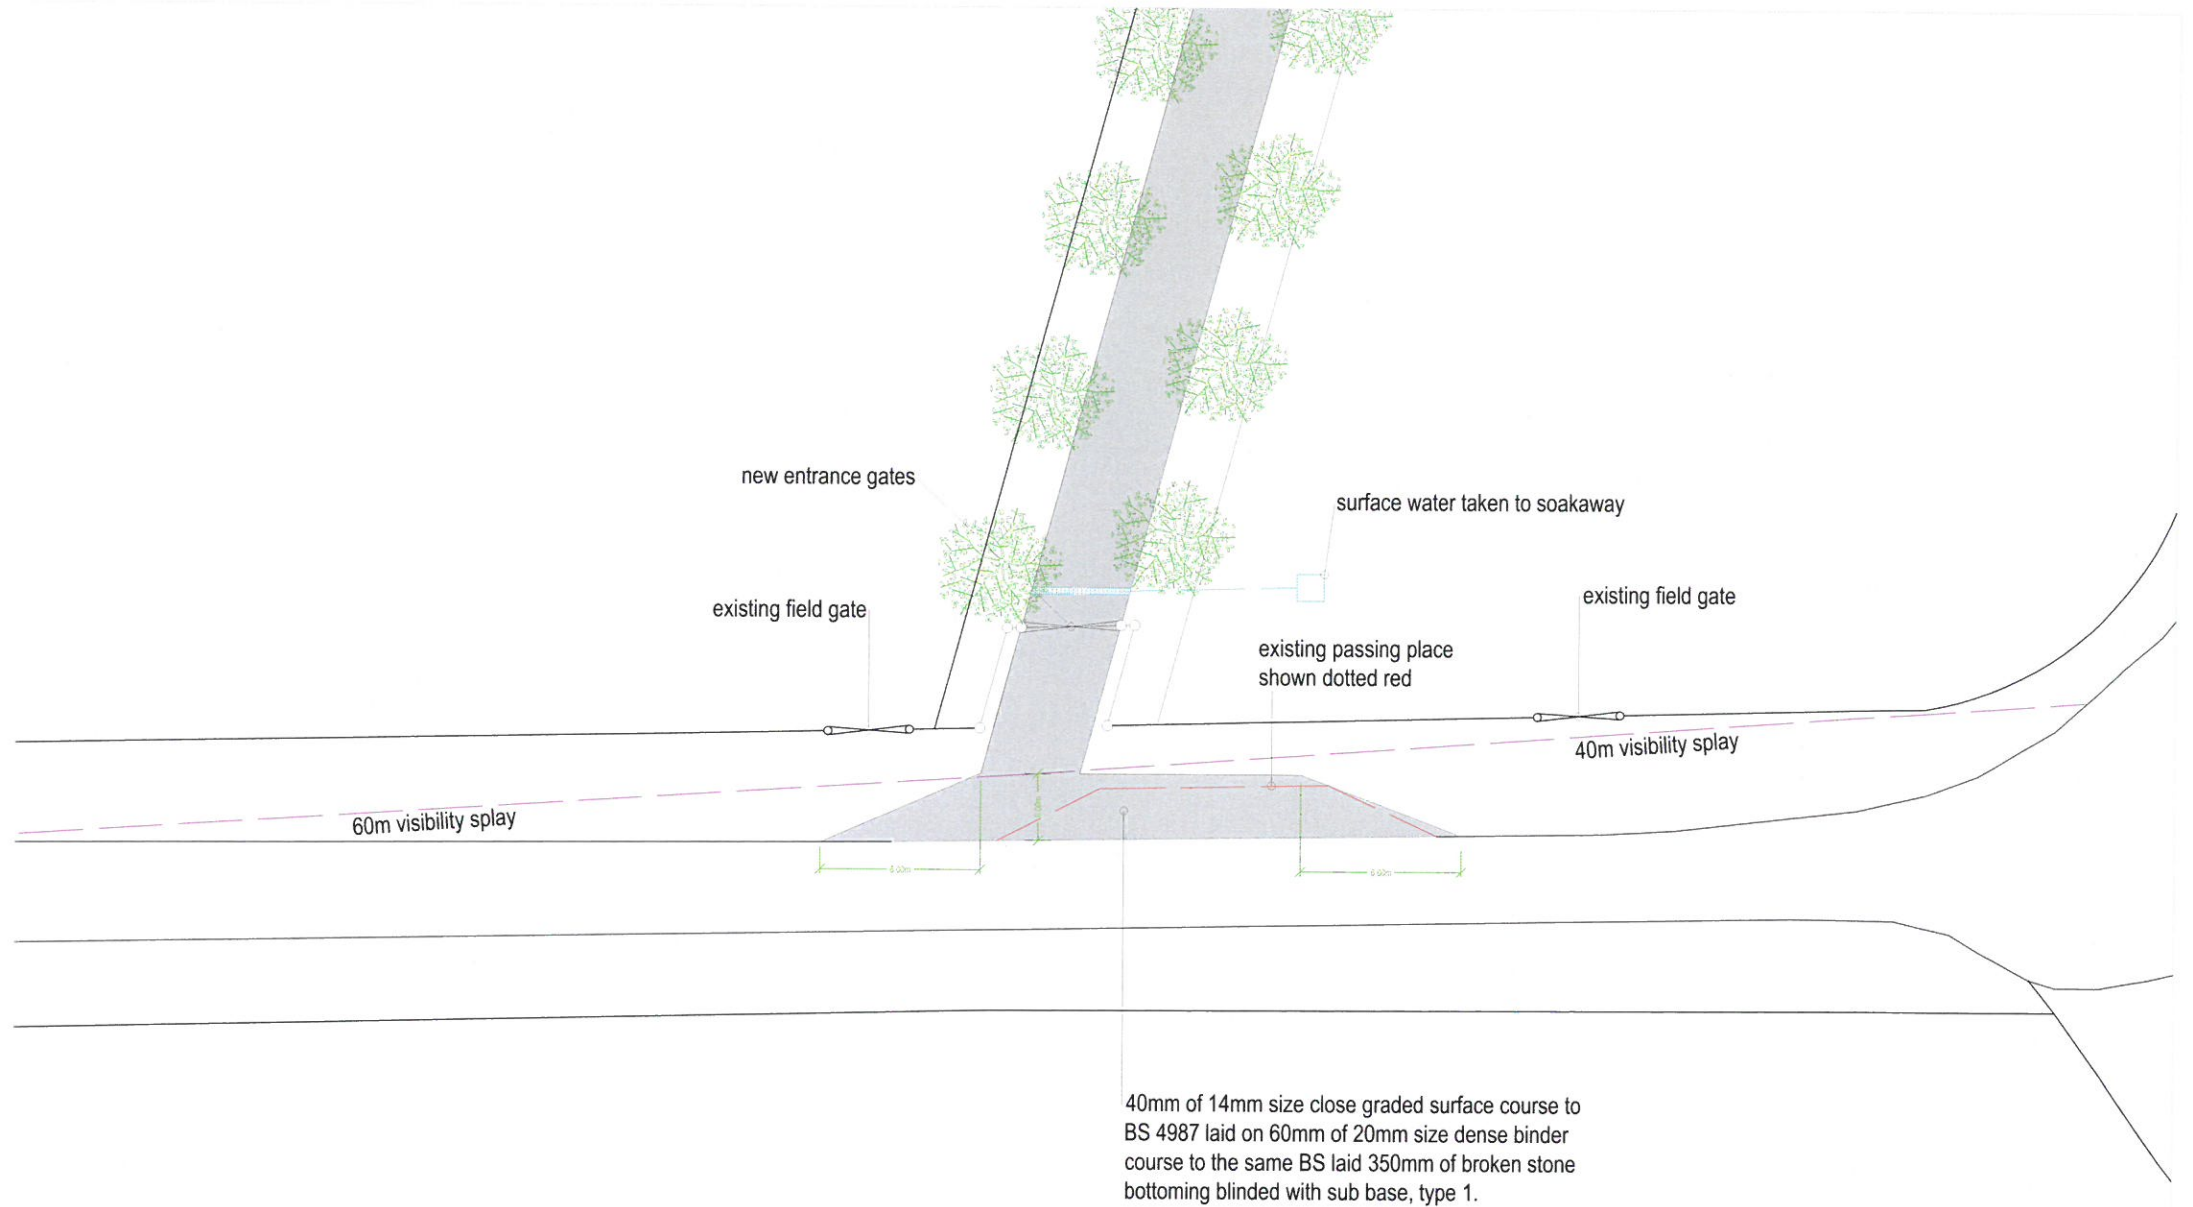 new entrance gates
surface water taken to soakaway
existing field gate
existing field gate
existing passing place
shown dotted red
40m visibility splay
60m visibility splay
40mm of 14mm size close graded surface course to
BS 4987 laid on 60mm of 20mm size dense binder
course to the same BS laid 350mm of broken stone
bottoming blinded with sub base, type 1.